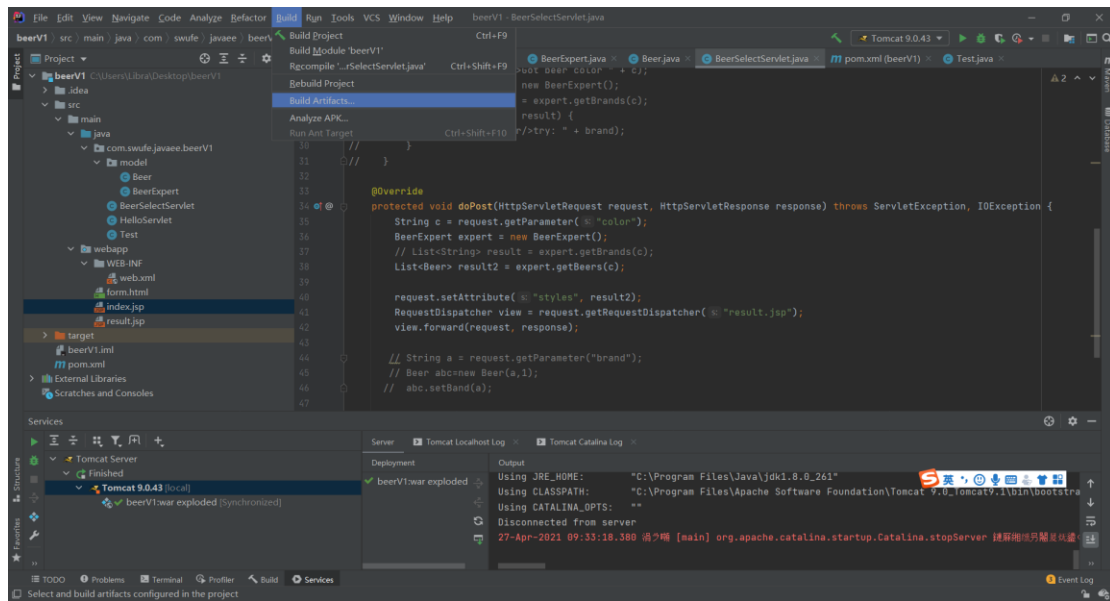 File Edit View Navigate Code Analyze Refactor Build Run Tools VCS Window Help beerV1 - BeerSelectServlet.java
beerV1 src main java com swufe javaee beerV
Tomcat 9.0.43
Build Project Ctrl+F9
Build Module 'beerV1'
Recompile '...rSelectServlet.java' Ctrl+Shift+F9
Rebuild Project
Build Artifacts...
Analyze APK...
Run Ant Target Ctrl+Shift+F10
Project
beerV1 C:\Users\Libra\Desktop\beerV1
.idea
src
main
java
com.swufe.javaee.beerV1
model
Beer
BeerExpert
BeerSelectServlet
HelloServlet
Test
webapp
WEB-INF
web.xml
form.html
index.jsp
result.jsp
target
beerV1.iml
pom.xml
External Libraries
Scratches and Consoles
BeerExpert.java Beer.java BeerSelectServlet.java pom.xml (beerV1) Test.java
beer color " + c);
new BeerExpert();
= expert.getBrands(c);
result) {
r/>try: " + brand);
30 // }
31 // }
32
33 @Override
34 protected void doPost(HttpServletRequest request, HttpServletResponse response) throws ServletException, IOException {
35 String c = request.getParameter( s: "color");
36 BeerExpert expert = new BeerExpert();
37 // List<String> result = expert.getBrands(c);
38 List<Beer> result2 = expert.getBeers(c);
39
40 request.setAttribute( s: "styles", result2);
41 RequestDispatcher view = request.getRequestDispatcher( s: "result.jsp");
42 view.forward(request, response);
43
44 // String a = request.getParameter("brand");
45 // Beer abc=new Beer(a,1);
46 // abc.setBand(a);
47
2
Maven
Database
Project
Structure
Favorites
Services
Tomcat Server
Finished
Tomcat 9.0.43 [local]
beerV1:war exploded [Synchronized]
Server Tomcat Localhost Log Tomcat Catalina Log
Deployment
beerV1:war exploded
Output
Using JRE_HOME: "C:\Program Files\Java\jdk1.8.0_261"
Using CLASSPATH: "C:\Program Files\Apache Software Foundation\Tomcat 9.0_Tomcat9.1\bin\bootstra
Using CATALINA_OPTS: ""
Disconnected from server
27-Apr-2021 09:33:18.380 [main] org.apache.catalina.startup.Catalina.stopServer
英
TODO Problems Terminal Profiler Build Services
3 Event Log
Select and build artifacts configured in the project